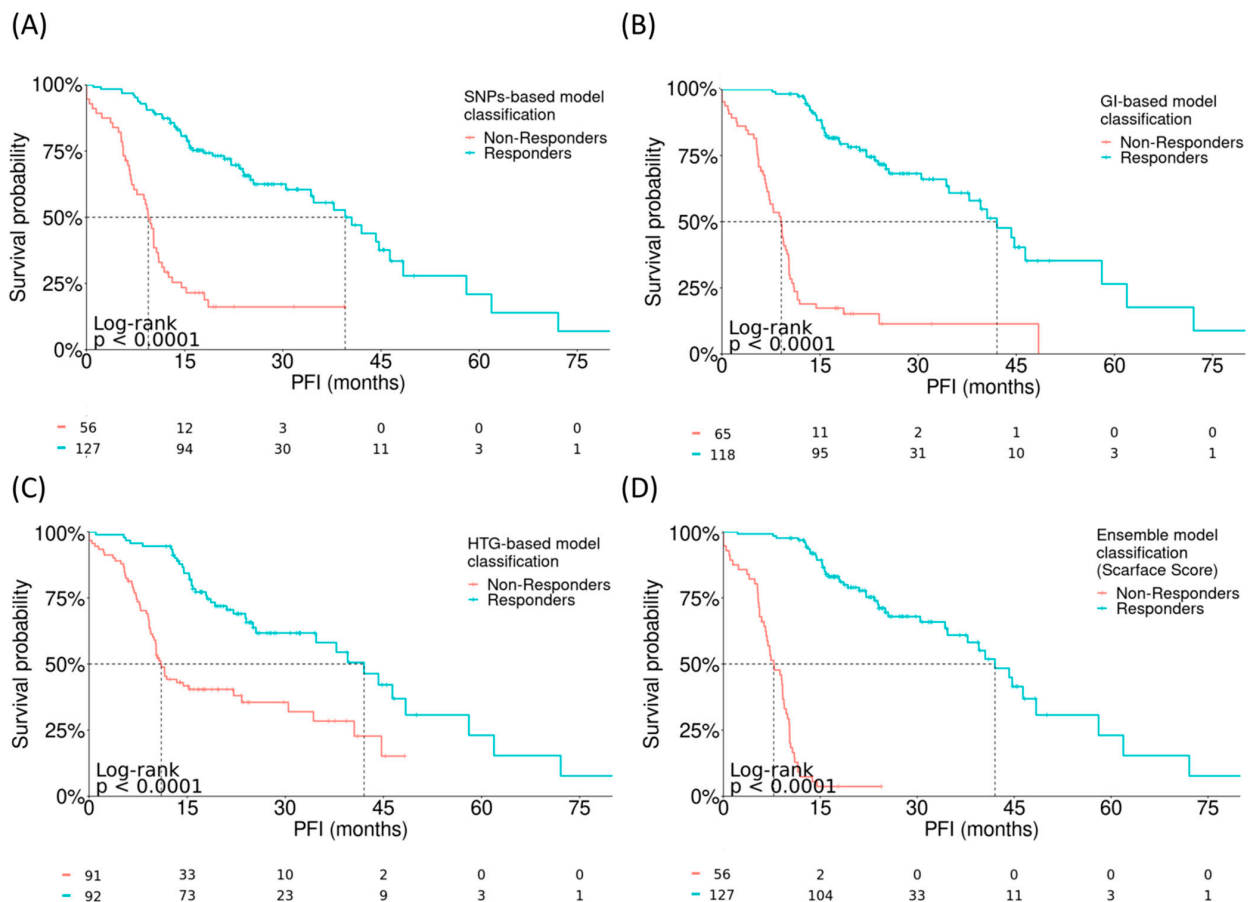 (A)
SNPs-based model
classification
Non-Responders
Responders
Survival probability
100%
75%
50%
25%
0%
Log-rank
p < 0.0001
0 15 30 45 60 75
PFI (months)
56 12 3 0 0 0
127 94 30 11 3 1
(B)
GI-based model
classification
Non-Responders
Responders
Survival probability
100%
75%
50%
25%
0%
Log-rank
p < 0.0001
0 15 30 45 60 75
PFI (months)
65 11 2 1 0 0
118 95 31 10 3 1
(C)
HTG-based model
classification
Non-Responders
Responders
Survival probability
100%
75%
50%
25%
0%
Log-rank
p < 0.0001
0 15 30 45 60 75
PFI (months)
91 33 10 2 0 0
92 73 23 9 3 1
(D)
Ensemble model
classification
(Scarface Score)
Non-Responders
Responders
Survival probability
100%
75%
50%
25%
0%
Log-rank
p < 0.0001
0 15 30 45 60 75
PFI (months)
56 2 0 0 0 0
127 104 33 11 3 1